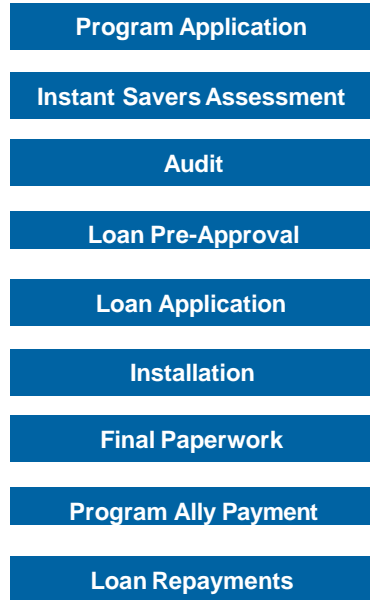 Program Application
Instant Savers Assessment
Audit
Loan Pre-Approval
Loan Application
Installation
Final Paperwork
Program Ally Payment
Loan Repayments